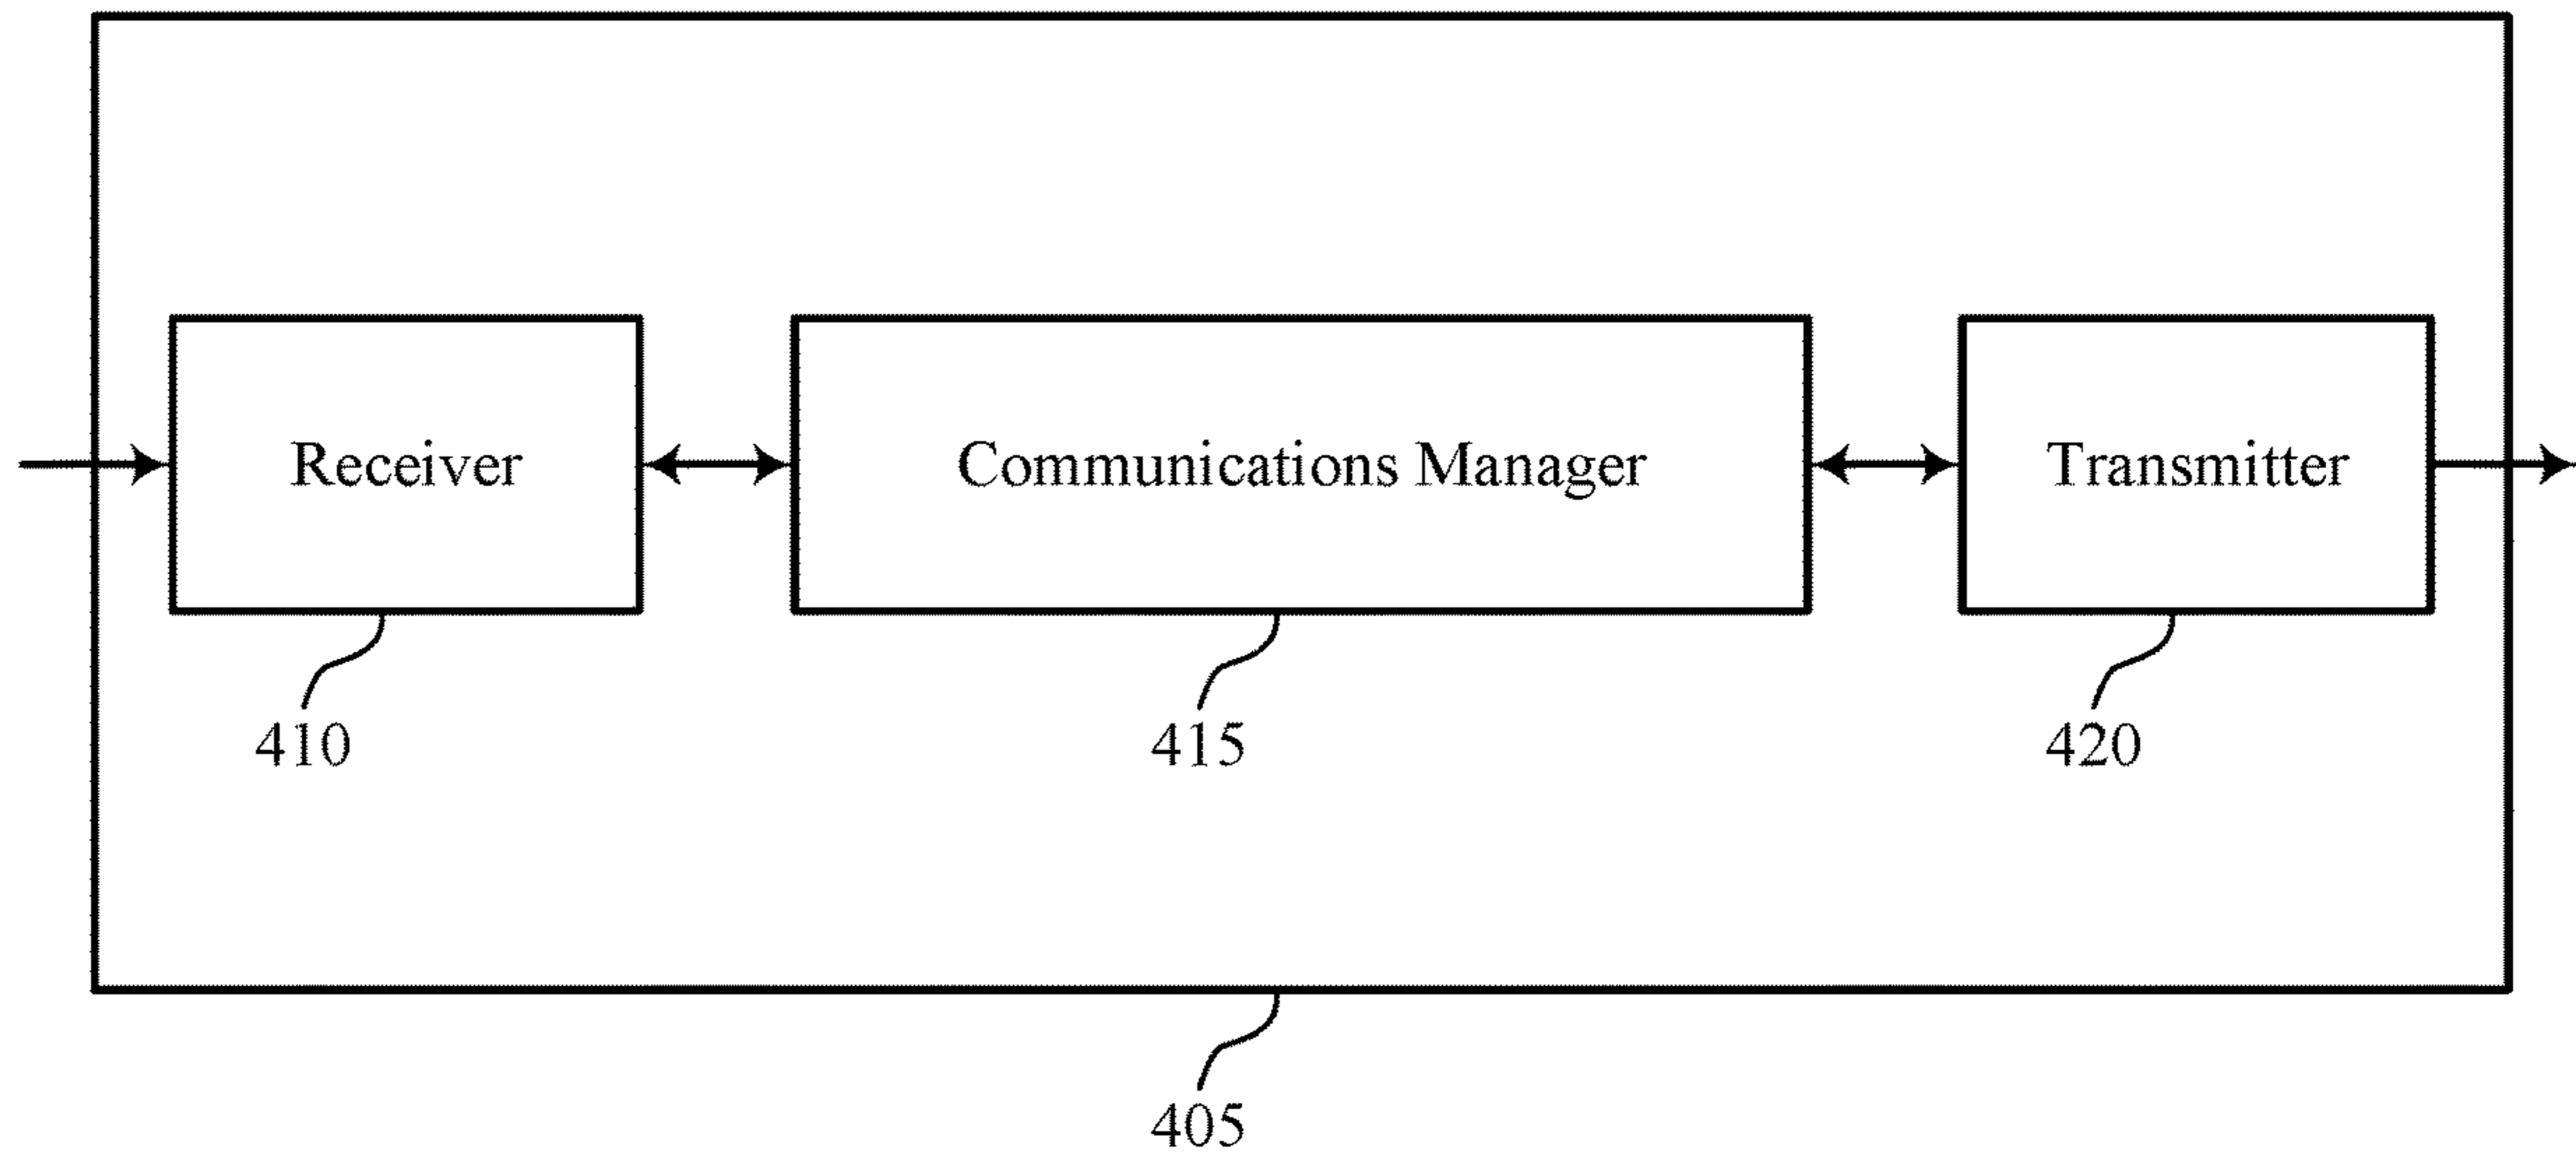 Receiver
Communications Manager
Transmitter
410
415
420
405